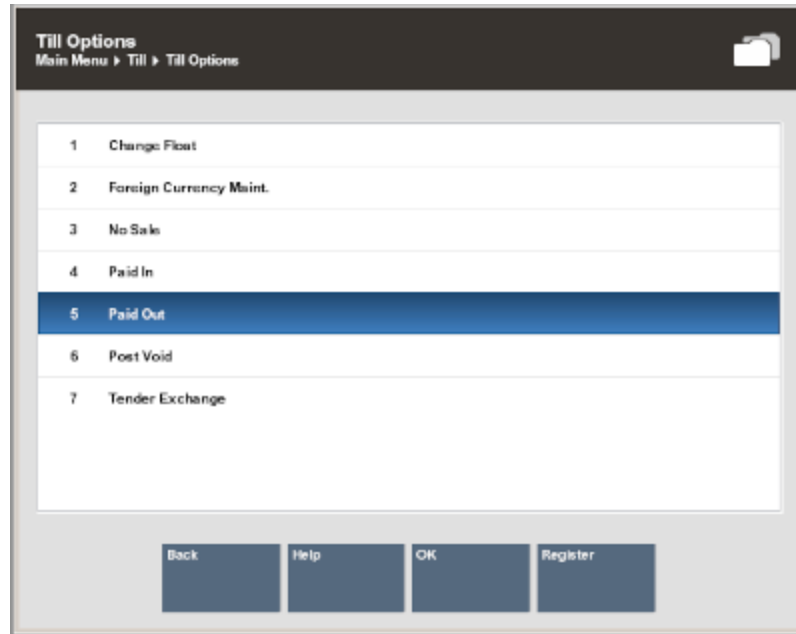 Till Options
Main Menu ▸ Till ▸ Till Options
1 Change Float
2 Foreign Currency Maint.
3 No Sale
4 Paid In
5 Paid Out
6 Post Void
7 Tender Exchange
Back Help OK Register